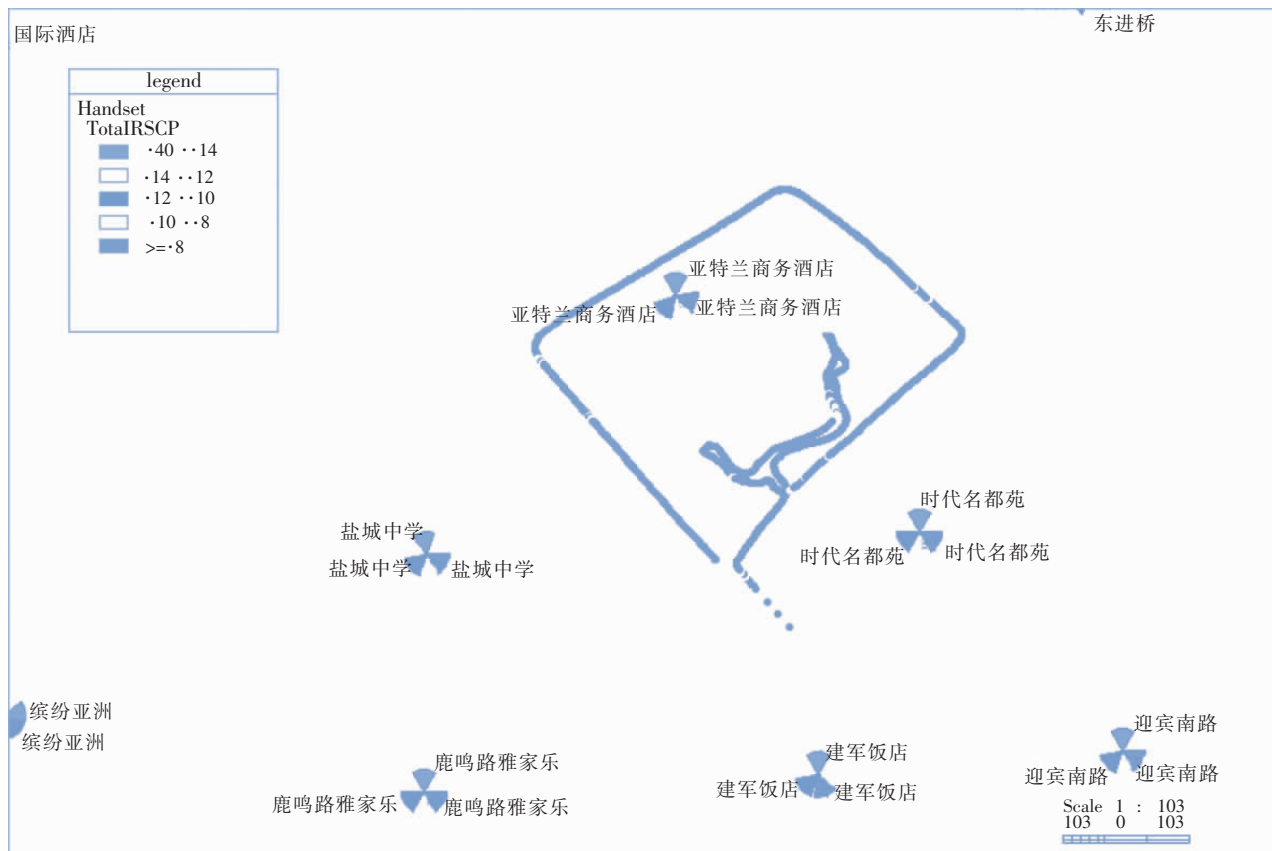 国际酒店
东进桥
legend
Handset
TotalRSCP
·40 ··14
·14 ··12
·12 ··10
·10 ··8
>=·8
亚特兰商务酒店
亚特兰商务酒店
亚特兰商务酒店
时代名都苑
时代名都苑
时代名都苑
盐城中学
盐城中学
盐城中学
缤纷亚洲
缤纷亚洲
鹿鸣路雅家乐
鹿鸣路雅家乐
鹿鸣路雅家乐
建军饭店
建军饭店
建军饭店
迎宾南路
迎宾南路
迎宾南路
Scale 1 : 103
103 0 103